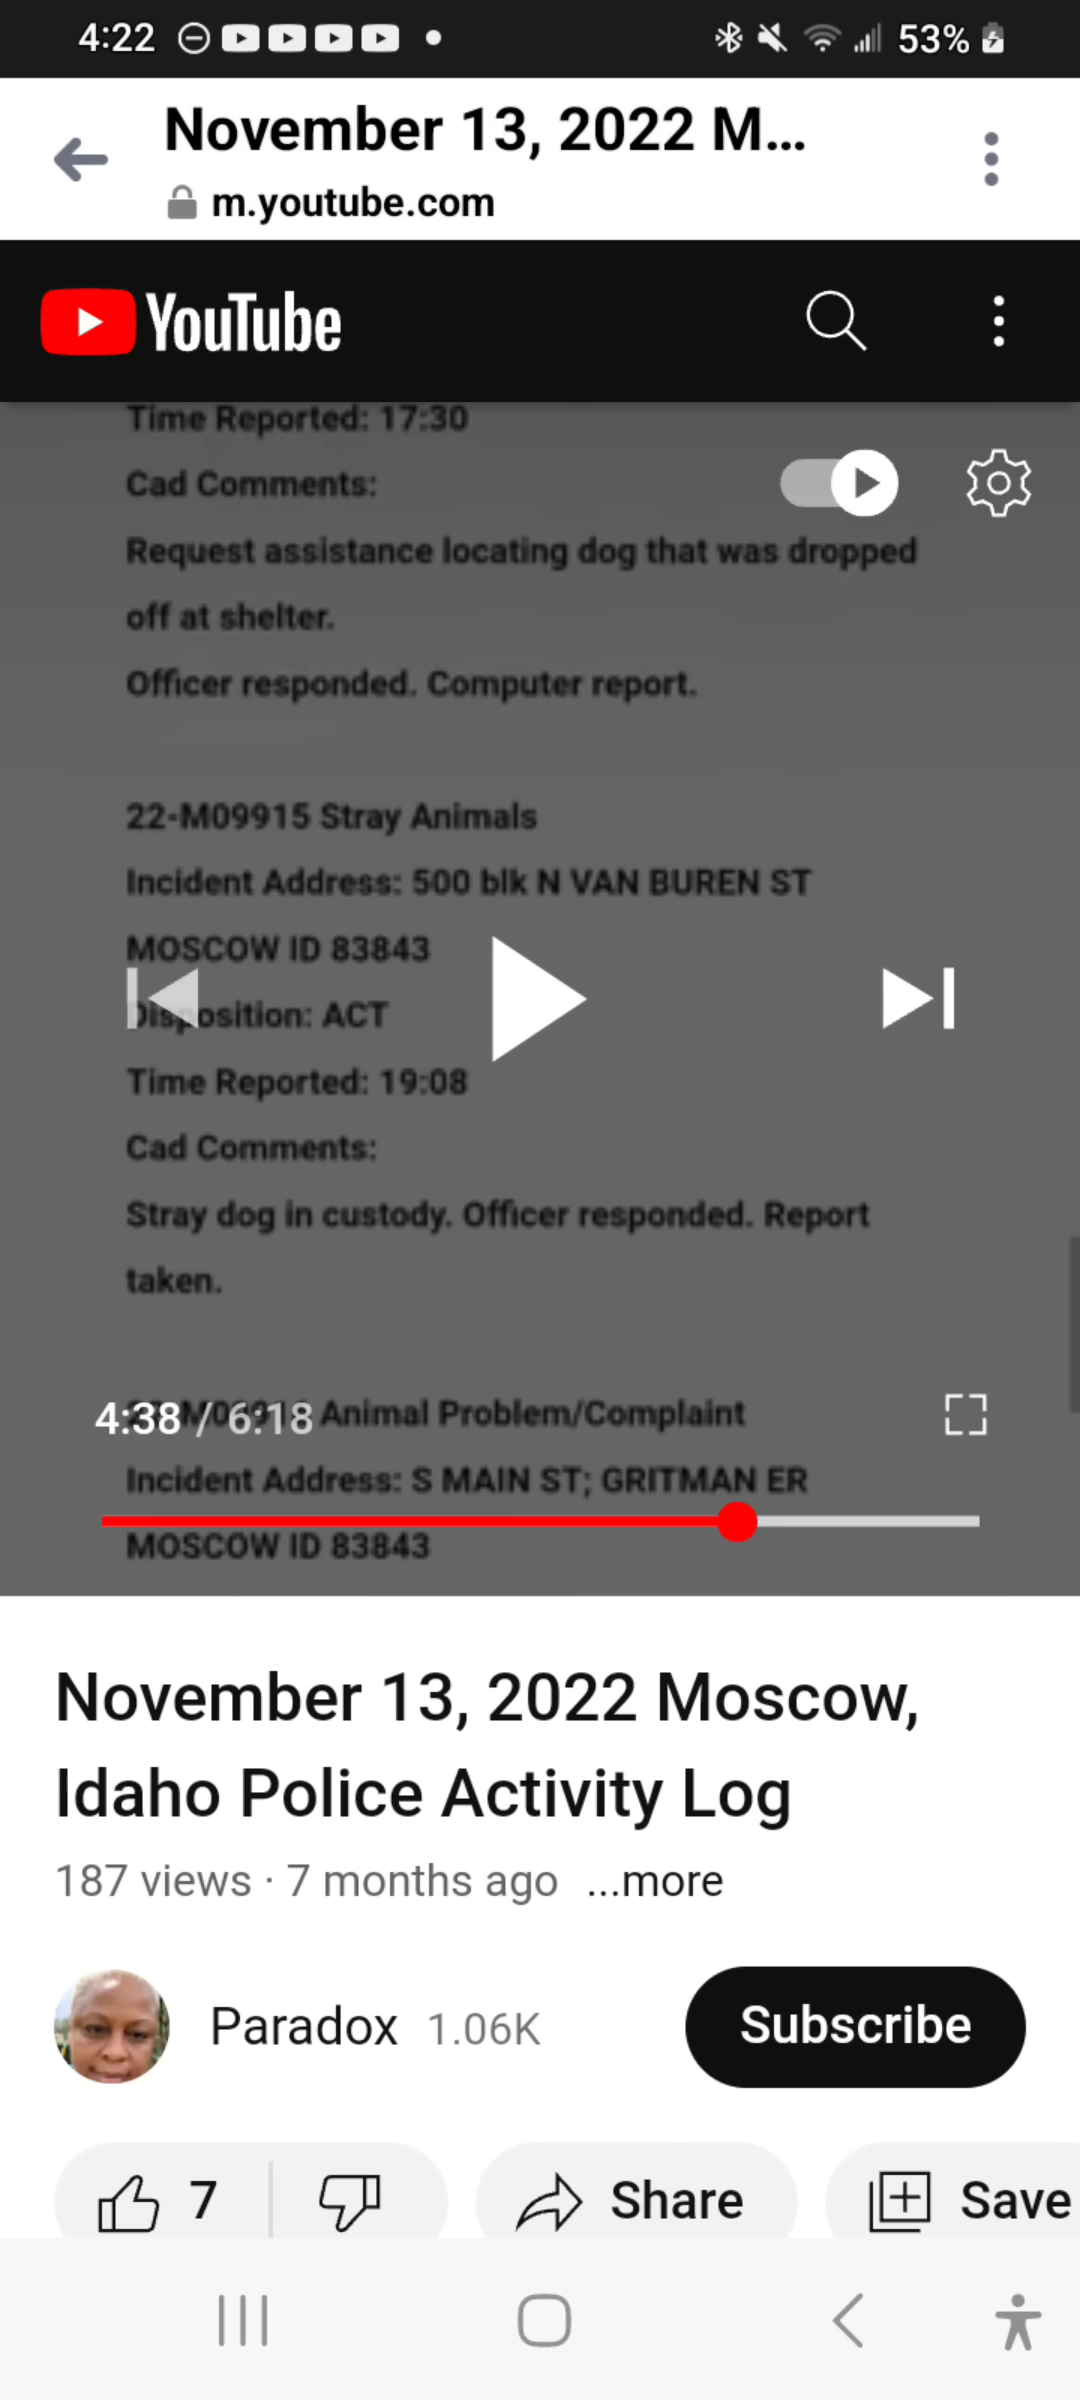 4:22
53%
November 13, 2022 M...
m.youtube.com
YouTube
Time Reported: 17:30
Cad Comments:
Request assistance locating dog that was dropped
off at shelter.
Officer responded. Computer report.
22-M09915 Stray Animals
Incident Address: 500 blk N VAN BUREN ST
MOSCOW ID 83843
Disposition: ACT
Time Reported: 19:08
Cad Comments:
Stray dog in custody. Officer responded. Report
taken.
4:38 / 6:18
Animal Problem/Complaint
Incident Address: S MAIN ST; GRITMAN ER
MOSCOW ID 83843
November 13, 2022 Moscow,
Idaho Police Activity Log
187 views · 7 months ago ...more
Paradox 1.06K
Subscribe
7
Share
Save